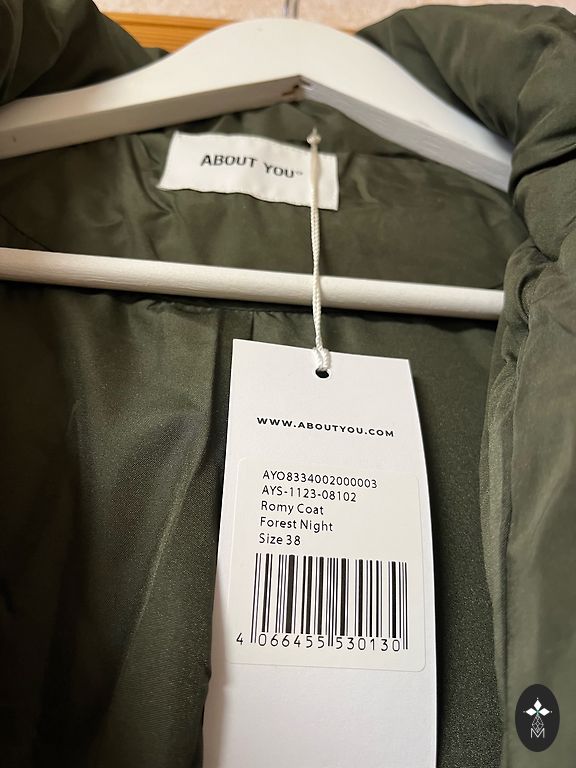 ABOUT YOU°
WWW.ABOUTYOU.COM
AYO8334002000003
AYS-1123-08102
Romy Coat
Forest Night
Size 38
4 066455 530130
M